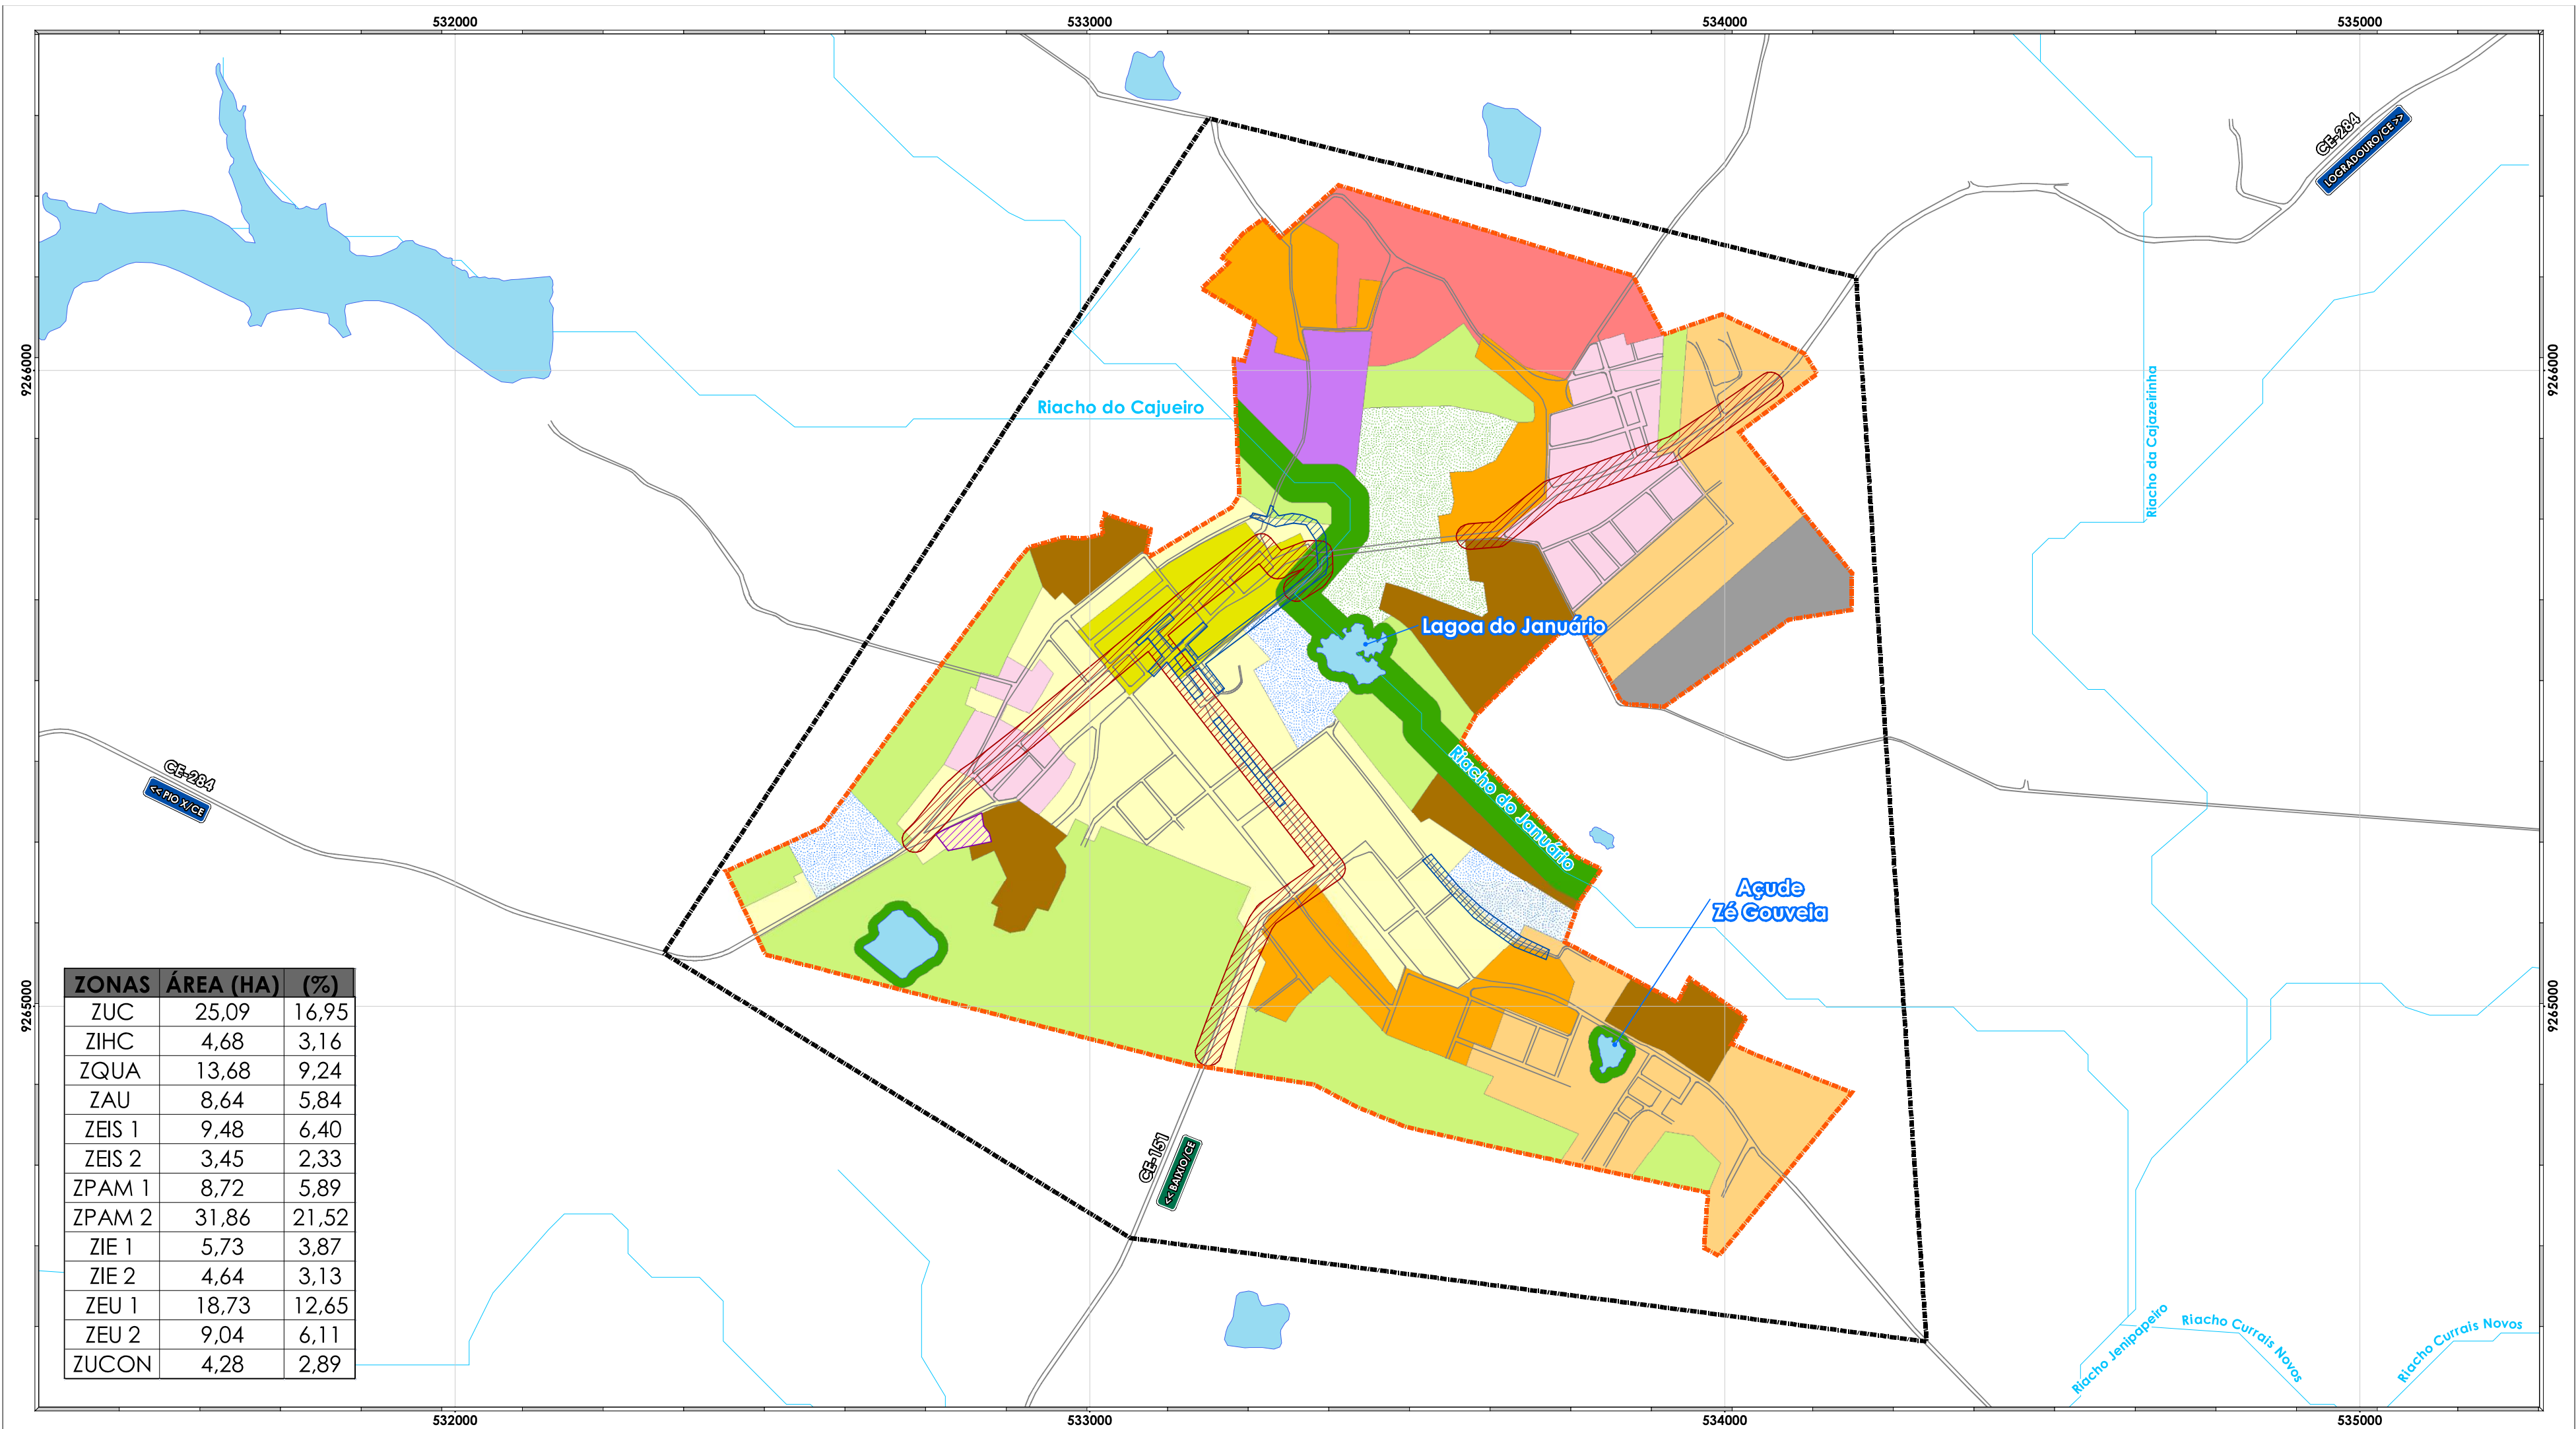 532000
533000
534000
535000
9266000
9266000
CE-284
LOGRADOURO/CE >>
Riacho do Cajueiro
Riacho da Cajazeirinha
Lagoa do Januário
CE-284
<< PIO X/CE
Riacho do Januário
Açude
Zé Gouveia
9265000
9265000
ZONAS ÁREA (HA) (%)
ZUC 25,09 16,95
ZIHC 4,68 3,16
ZQUA 13,68 9,24
ZAU 8,64 5,84
ZEIS 1 9,48 6,40
ZEIS 2 3,45 2,33
ZPAM 1 8,72 5,89
ZPAM 2 31,86 21,52
ZIE 1 5,73 3,87
ZIE 2 4,64 3,13
ZEU 1 18,73 12,65
ZEU 2 9,04 6,11
ZUCON 4,28 2,89
CE-151
<< BAIXIO/CE
Riacho Jenipapeiro
Riacho Currais Novos
Riacho Currais Novos
532000
533000
534000
535000